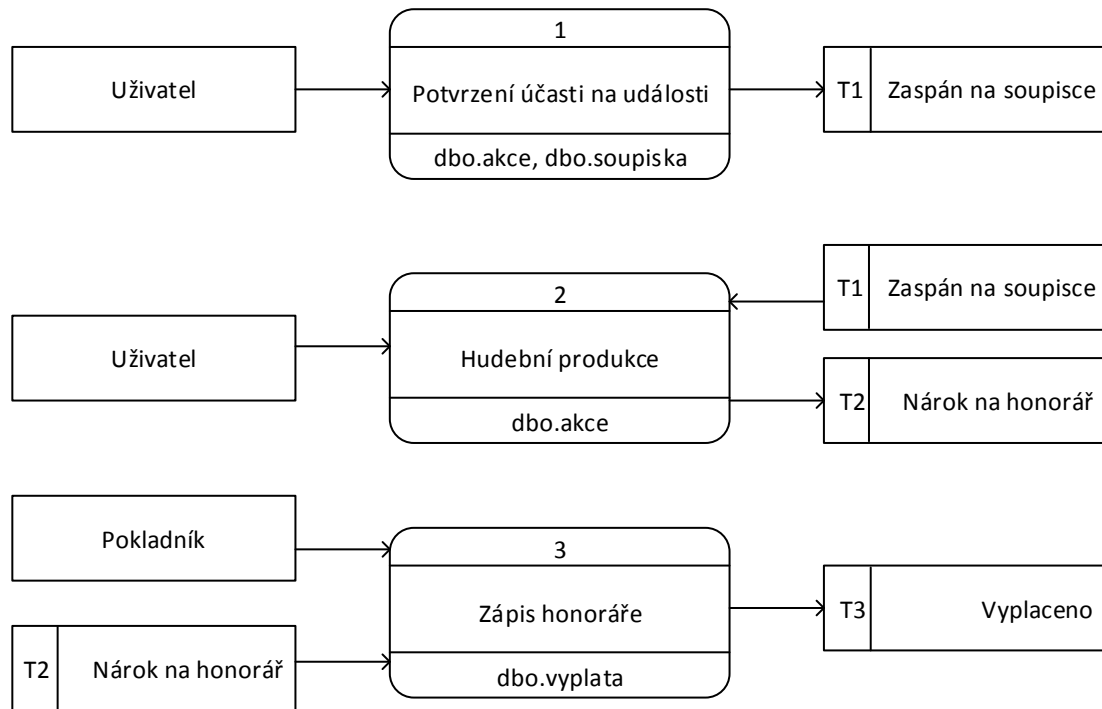 1
Uživatel
Potvrzení účasti na události
T1 Zaspán na soupisce
dbo.akce, dbo.soupiska
T1 Zaspán na soupisce
2
Uživatel
Hudební produkce
T2 Nárok na honorář
dbo.akce
Pokladník
3
Zápis honoráře
T3 Vyplaceno
T2 Nárok na honorář
dbo.vyplata